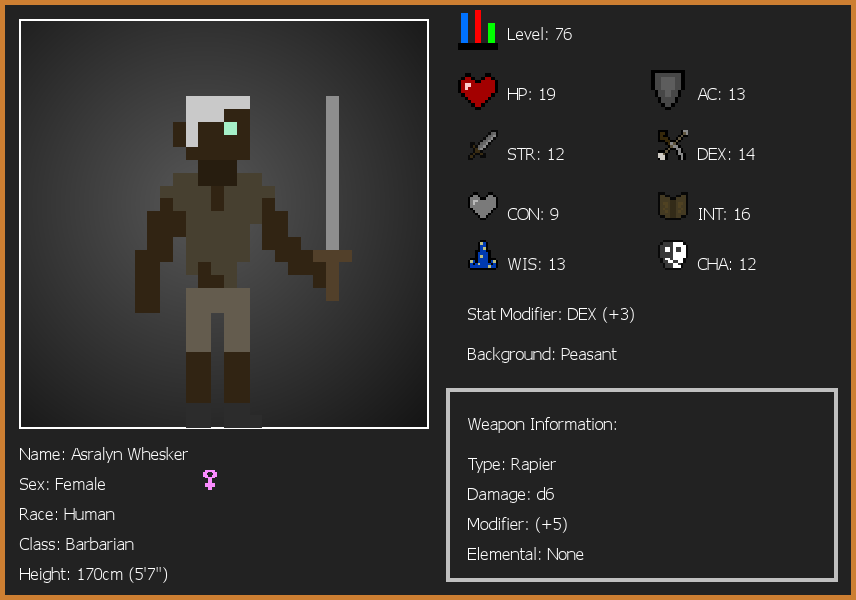 Level: 76
HP: 19
AC: 13
STR: 12
DEX: 14
CON: 9
INT: 16
WIS: 13
CHA: 12
Stat Modifier: DEX (+3)
Background: Peasant
Weapon Information:
Type: Rapier
Damage: d6
Modifier: (+5)
Elemental: None
Name: Asralyn Whesker
Sex: Female
Race: Human
Class: Barbarian
Height: 170cm (5'7")